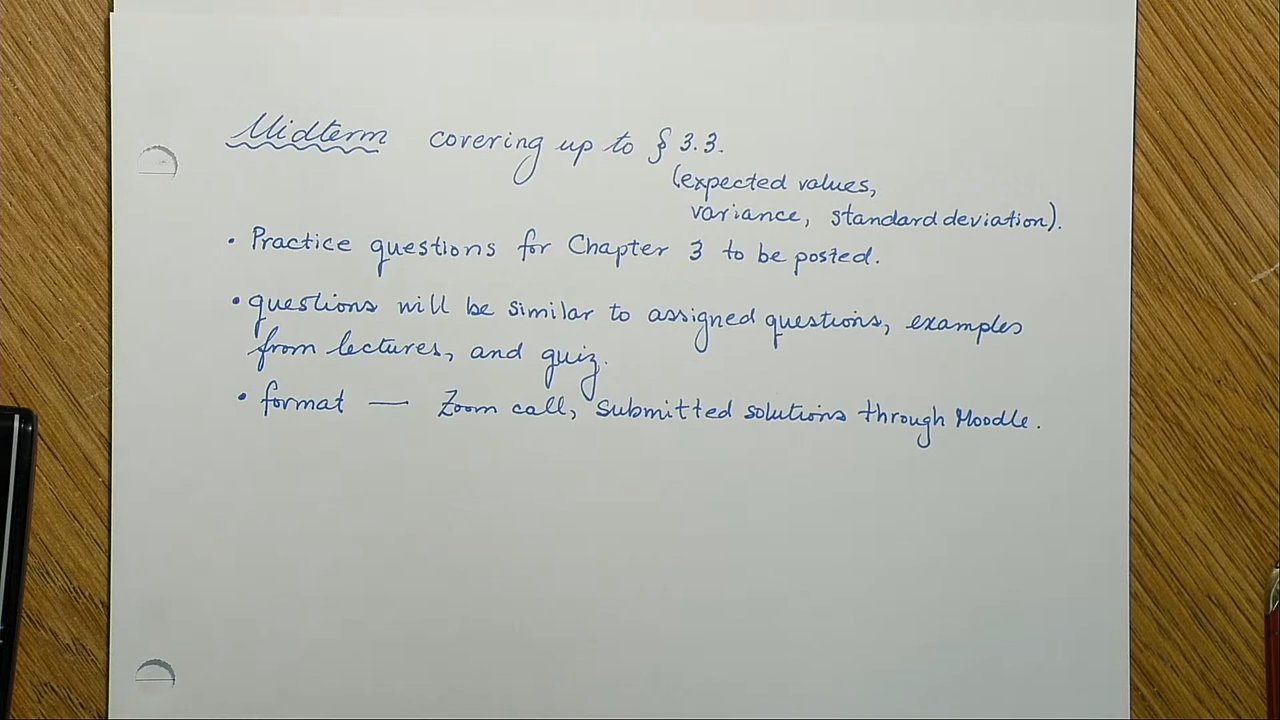 Midterm covering up to § 3.3.
(expected values,
variance, standard deviation).
• Practice questions for Chapter 3 to be posted.
• questions will be similar to assigned questions, examples
from lectures, and quiz.
• format — Zoom call, submitted solutions through Moodle.